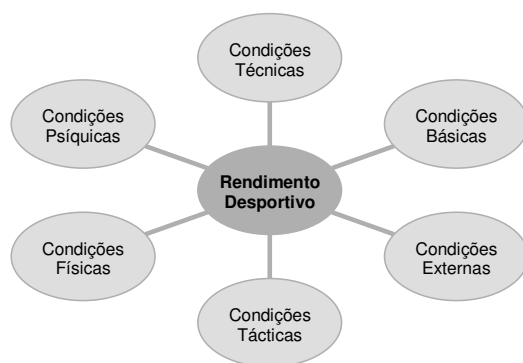 Condições
Técnicas
Condições
Psíquicas
Condições
Básicas
Rendimento
Desportivo
Condições
Físicas
Condições
Externas
Condições
Tácticas